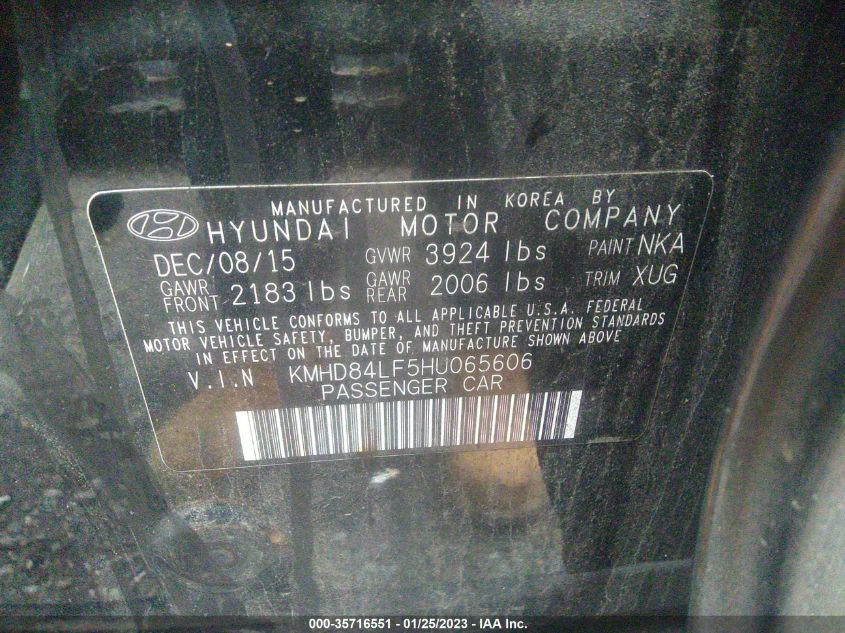 MANUFACTURED IN KOREA BY
HYUNDAI MOTOR COMPANY
DEC/08/15 GVWR 3924 lbs PAINT NKA
GAWR FRONT 2183 lbs GAWR REAR 2006 lbs TRIM XUG
THIS VEHICLE CONFORMS TO ALL APPLICABLE U.S.A. FEDERAL
MOTOR VEHICLE SAFETY, BUMPER, AND THEFT PREVENTION STANDARDS
IN EFFECT ON THE DATE OF MANUFACTURE SHOWN ABOVE
V.I.N KMHD84LF5HU065606
PASSENGER CAR
000-35716551 — 01/25/2023 — IAA Inc.